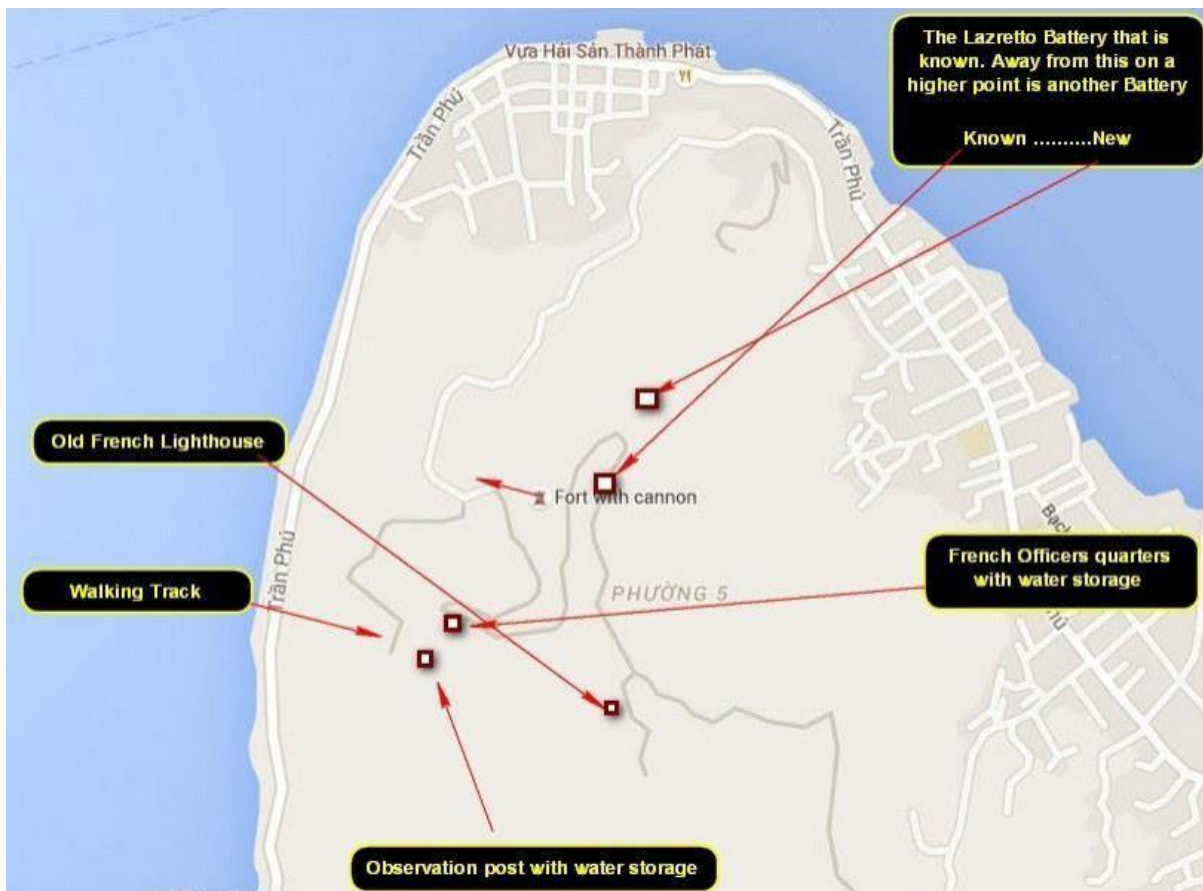 Vựa Hải Sản Thành Phát
The Lazretto Battery that is
known. Away from this on a
higher point is another Battery
Known ..........New
Trần Phú
Trần Phú
Old French Lighthouse
Fort with cannon
Bạch
French Officers quarters
with water storage
Trần Phú
Walking Track
PHƯỜNG 5
Phú
Observation post with water storage